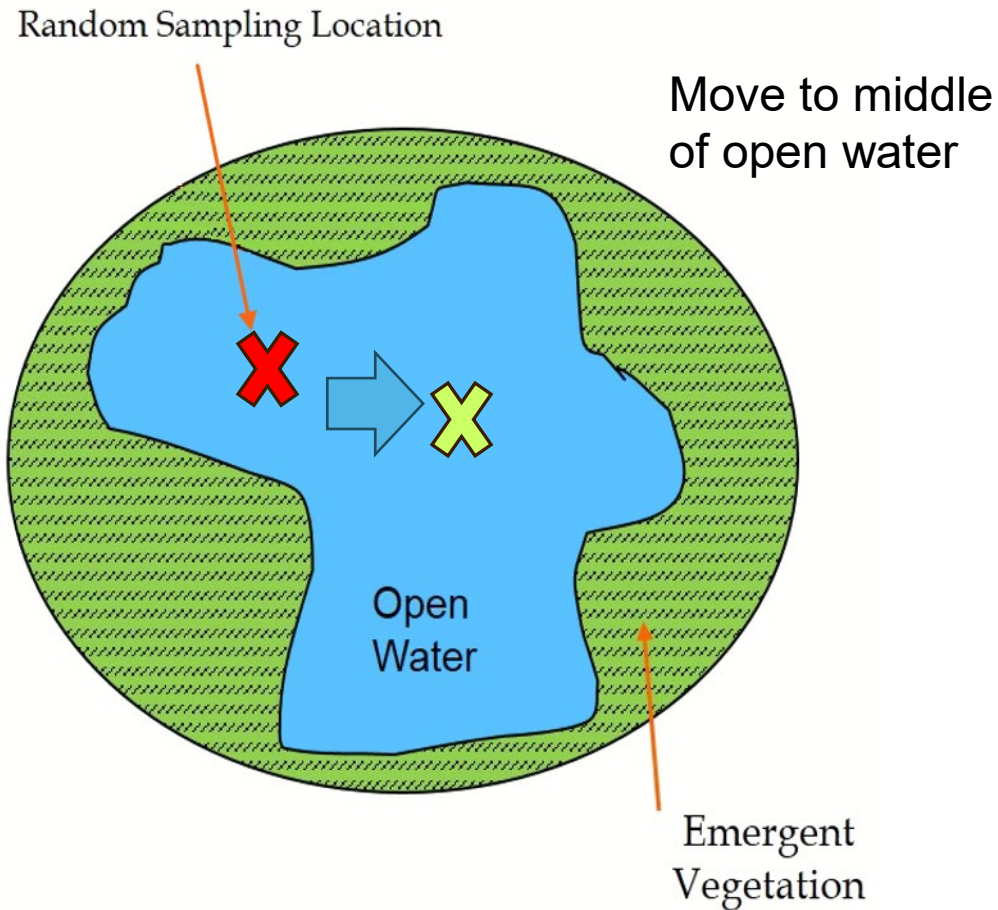 Random Sampling Location
Move to middle
of open water
Open
Water
Emergent
Vegetation